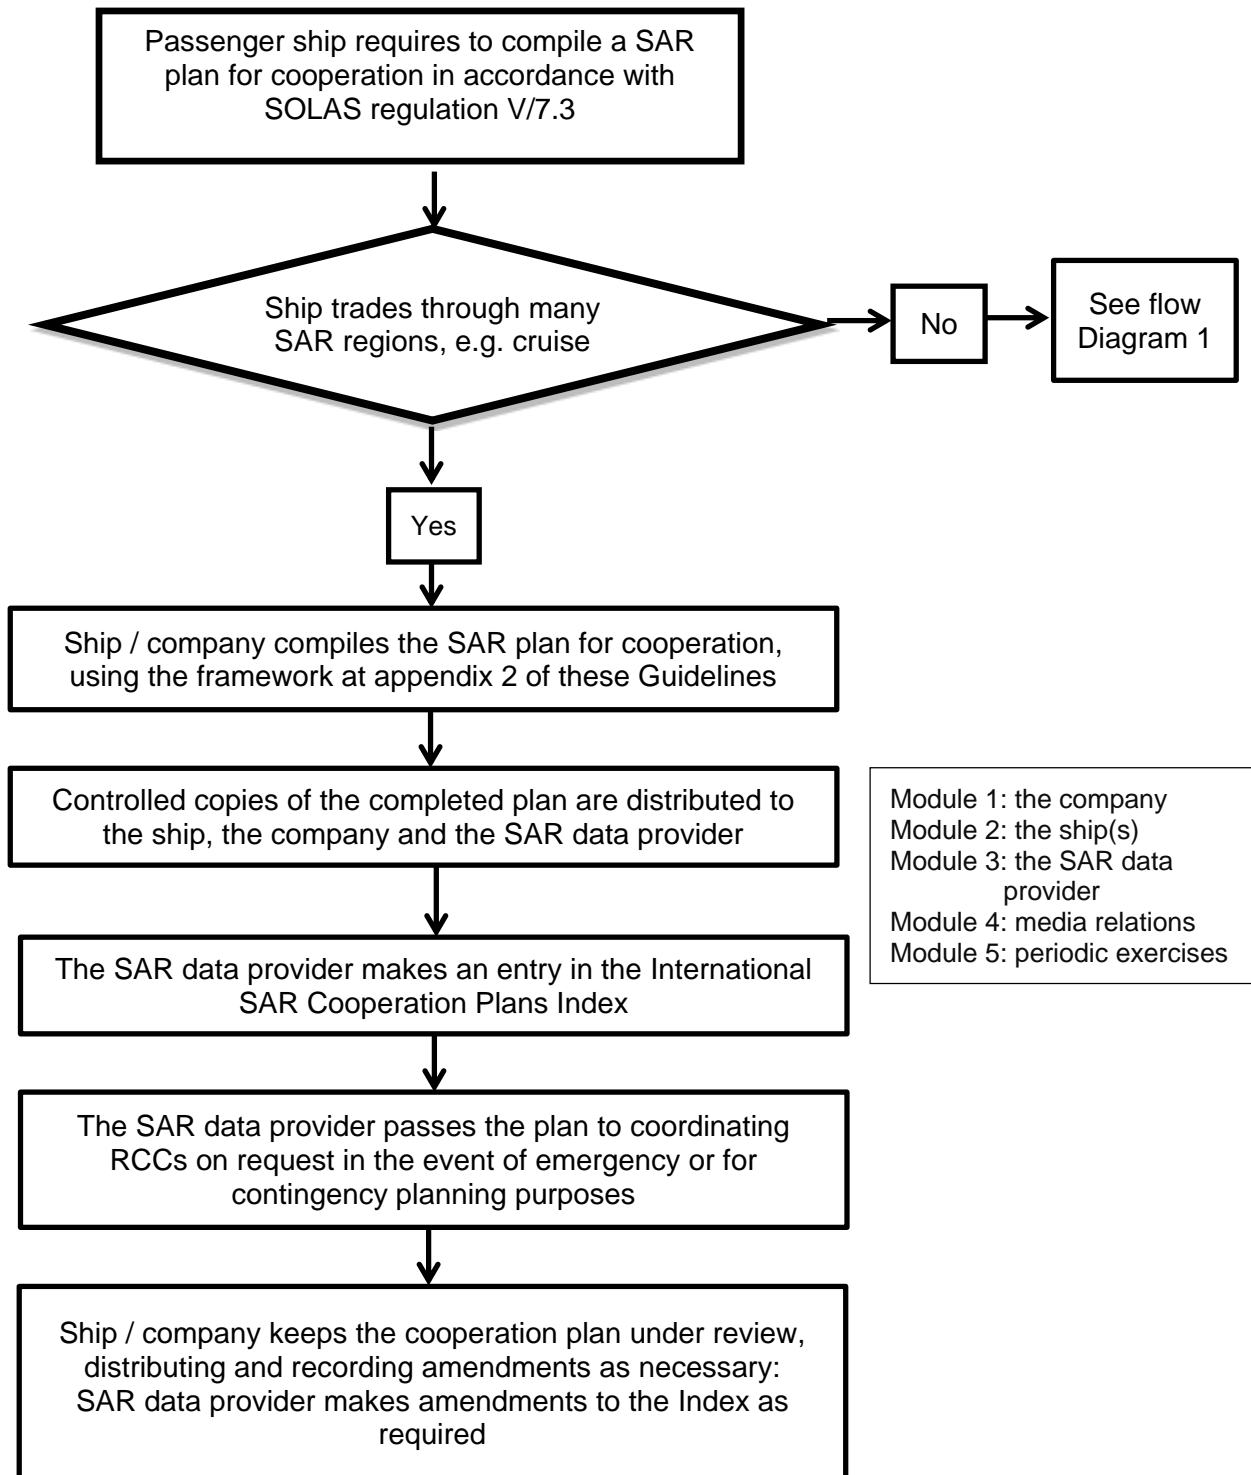 Passenger ship requires to compile a SAR
plan for cooperation in accordance with
SOLAS regulation V/7.3
Ship trades through many
SAR regions, e.g. cruise
No
See flow
Diagram 1
Yes
Ship / company compiles the SAR plan for cooperation,
using the framework at appendix 2 of these Guidelines
Controlled copies of the completed plan are distributed to
the ship, the company and the SAR data provider
Module 1: the company
Module 2: the ship(s)
Module 3: the SAR data
provider
Module 4: media relations
Module 5: periodic exercises
The SAR data provider makes an entry in the International
SAR Cooperation Plans Index
The SAR data provider passes the plan to coordinating
RCCs on request in the event of emergency or for
contingency planning purposes
Ship / company keeps the cooperation plan under review,
distributing and recording amendments as necessary:
SAR data provider makes amendments to the Index as
required